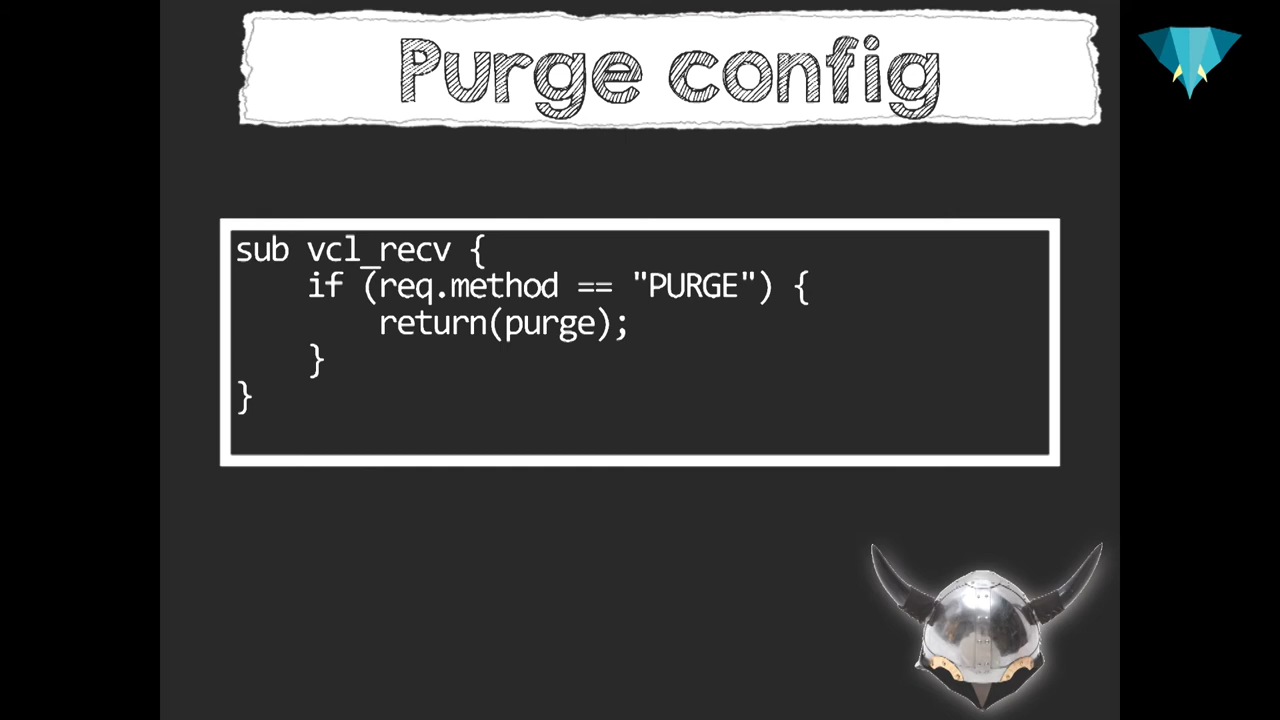 Purge config
sub vcl_recv {
    if (req.method == "PURGE") {
        return(purge);
    }
}